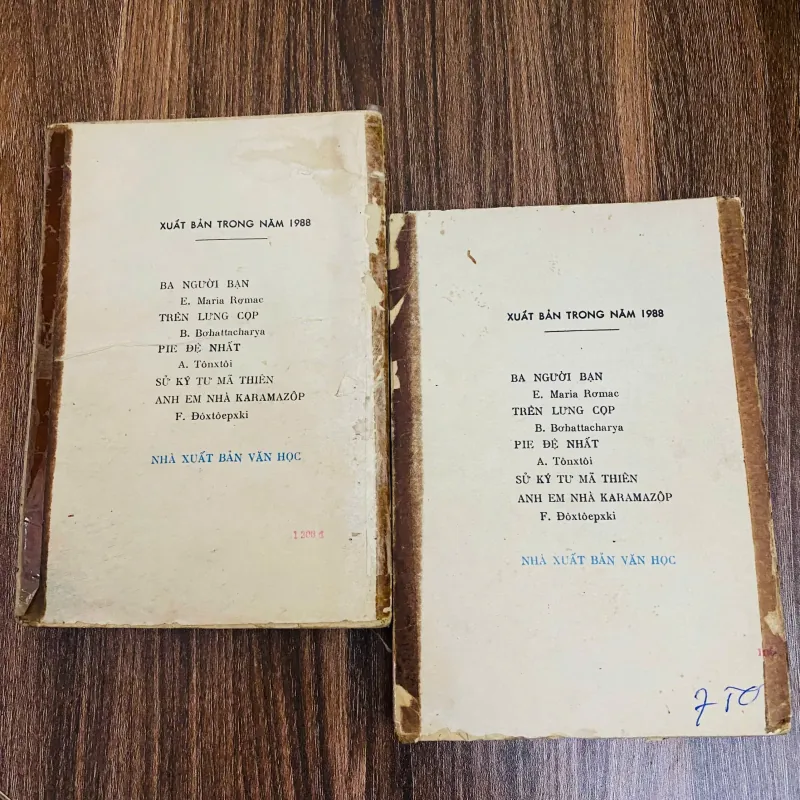 XUẤT BẢN TRONG NĂM 1988
BA NGƯỜI BẠN
E. Maria Rơmac
TRÊN LƯNG CỌP
B. Bơhattacharya
PIE ĐỆ NHẤT
A. Tônxtôi
SỬ KÝ TƯ MÃ THIÊN
ANH EM NHÀ KARAMAZÔP
F. Đôxtôepxki
NHÀ XUẤT BẢN VĂN HỌC
XUẤT BẢN TRONG NĂM 1988
BA NGƯỜI BẠN
E. Maria Rơmac
TRÊN LƯNG CỌP
B. Bơhattacharya
PIE ĐỆ NHẤT
A. Tônxtôi
SỬ KÝ TƯ MÃ THIÊN
ANH EM NHÀ KARAMAZÔP
F. Đôxtôepxki
NHÀ XUẤT BẢN VĂN HỌC